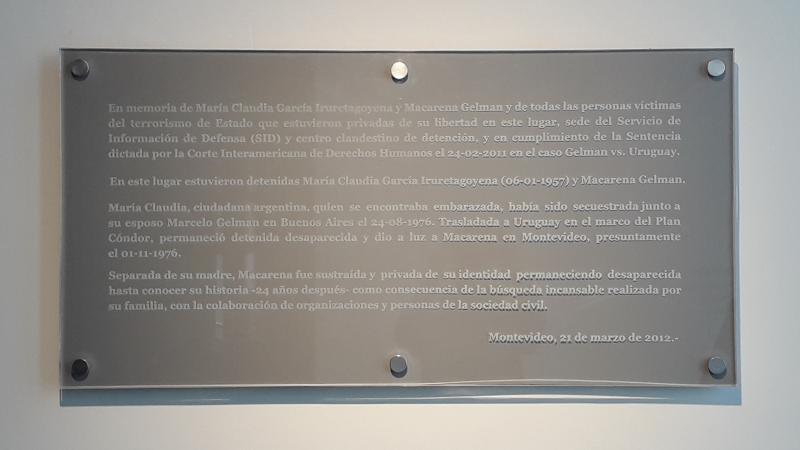 En memoria de María Claudia García Iruretagoyena y Macarena Gelman y de todas las personas víctimas
del terrorismo de Estado que estuvieron privadas de su libertad en este lugar, sede del Servicio de
Información de Defensa (SID) y centro clandestino de detención, y en cumplimiento de la Sentencia
dictada por la Corte Interamericana de Derechos Humanos el 24-02-2011 en el caso Gelman vs. Uruguay.
En este lugar estuvieron detenidas María Claudia García Iruretagoyena (06-01-1957) y Macarena Gelman.
María Claudia, ciudadana argentina, quien se encontraba embarazada, había sido secuestrada junto a
su esposo Marcelo Gelman en Buenos Aires el 24-08-1976. Trasladada a Uruguay en el marco del Plan
Cóndor, permaneció detenida desaparecida y dio a luz a Macarena en Montevideo, presuntamente
el 01-11-1976.
Separada de su madre, Macarena fue sustraída y privada de su identidad permaneciendo desaparecida
hasta conocer su historia -24 años después- como consecuencia de la búsqueda incansable realizada por
su familia, con la colaboración de organizaciones y personas de la sociedad civil.
Montevideo, 21 de marzo de 2012.-